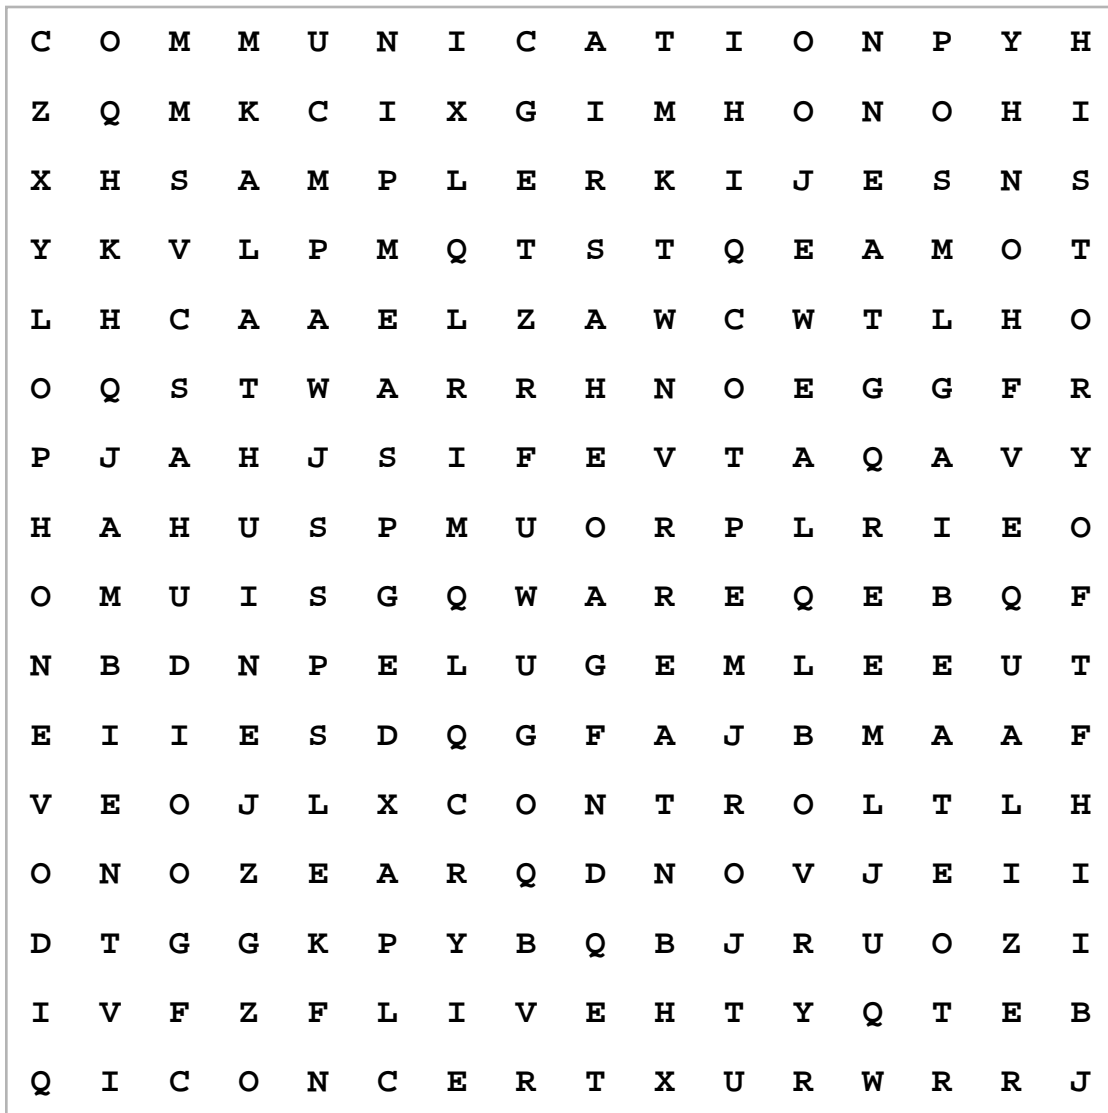 C O M M U N I C A T I O N P Y H
Z Q M K C I X G I M H O N O H I
X H S A M P L E R K I J E S N S
Y K V L P M Q T S T Q E A M O T
L H C A A E L Z A W C W T L H O
O Q S T W A R R H N O E G G F R
P J A H J S I F E V T A Q A V Y
H A H U S P M U O R P L R I E O
O M U I S G Q W A R E Q E B Q F
N B D N P E L U G E M L E E U T
E I I E S D Q G F A J B M A A F
V E O J L X C O N T R O L T L H
O N O Z E A R Q D N O V J E I I
D T G G K P Y B Q B J R U O Z I
I V F Z F L I V E H T Y Q T E B
Q I C O N C E R T X U R W R R J